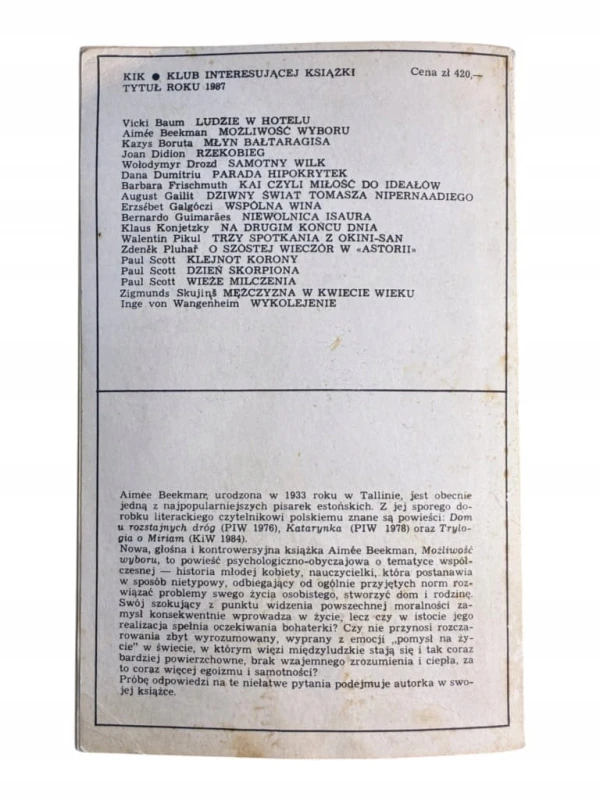 KIK ● KLUB INTERESUJĄCEJ KSIĄŻKI Cena zł 420,—
TYTUŁ ROKU 1987
Vicki Baum LUDZIE W HOTELU
Aimée Beekman MOŻLIWOŚĆ WYBORU
Kazys Boruta MŁYN BAŁTARAGISA
Joan Didion RZEKOBIEG
Wołodymyr Drozd SAMOTNY WILK
Dana Dumitriu PARADA HIPOKRYTEK
Barbara Frischmuth KAI CZYLI MIŁOŚĆ DO IDEAŁÓW
August Gailit DZIWNY ŚWIAT TOMASZA NIPERNAADIEGO
Erzsébet Galgóczi WSPÓLNA WINA
Bernardo Guimarães NIEWOLNICA ISAURA
Klaus Konjetzky NA DRUGIM KOŃCU DNIA
Walentin Pikul TRZY SPOTKANIA Z OKINI-SAN
Zdeněk Pluhař O SZÓSTEJ WIECZÓR W «ASTORII»
Paul Scott KLEJNOT KORONY
Paul Scott DZIEŃ SKORPIONA
Paul Scott WIEŻE MILCZENIA
Zigmunds Skujiņš MĘŻCZYZNA W KWIECIE WIEKU
Inge von Wangenheim WYKOLEJENIE
Aimée Beekman, urodzona w 1933 roku w Tallinie, jest obecnie
jedną z najpopularniejszych pisarek estońskich. Z jej sporego do-
robku literackiego czytelnikowi polskiemu znane są powieści: Dom
u rozstajnych dróg (PIW 1976), Katarynka (PIW 1978) oraz Trylo-
gia o Miriam (KiW 1984).
Nowa, głośna i kontrowersyjna książka Aimée Beekman, Możliwość
wyboru, to powieść psychologiczno-obyczajowa o tematyce współ-
czesnej — historia młodej kobiety, nauczycielki, która postanawia
w sposób nietypowy, odbiegający od ogólnie przyjętych norm roz-
wiązać problemy swego życia osobistego, stworzyć dom i rodzinę.
Swój szokujący z punktu widzenia powszechnej moralności za-
mysł konsekwentnie wprowadza w życie, lecz czy w istocie jego
realizacja spełnia oczekiwania bohaterki? Czy nie przynosi rozcza-
rowania zbyt wyrozumowany, wyprany z emocji „pomysł na ży-
cie" w świecie, w którym więzi międzyludzkie stają się i tak coraz
bardziej powierzchowne, brak wzajemnego zrozumienia i ciepła, za
to coraz więcej egoizmu i samotności?
Próbę odpowiedzi na te niełatwe pytania podejmuje autorka w swo-
jej książce.